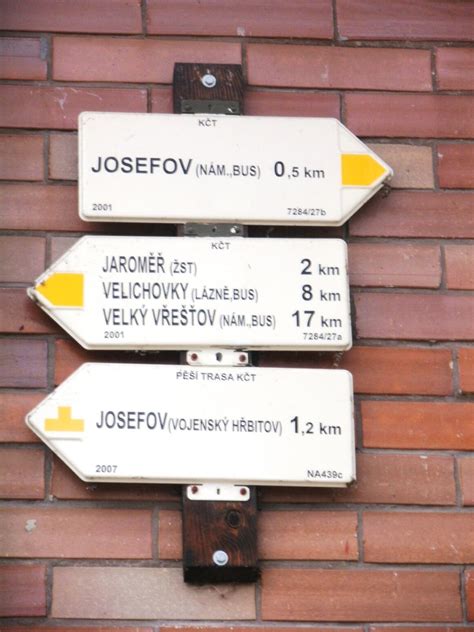 KČT
JOSEFOV (NÁM.,BUS) 0,5 km
2001 7284/27b
KČT
JAROMĚŘ (ŽST) 2 km
VELICHOVKY (LÁZNĚ,BUS) 8 km
VELKÝ VŘEŠŤOV (NÁM.,BUS) 17 km
2001 7284/27a
PĚŠÍ TRASA KČT
JOSEFOV (VOJENSKÝ HŘBITOV) 1,2 km
2007 NA439c